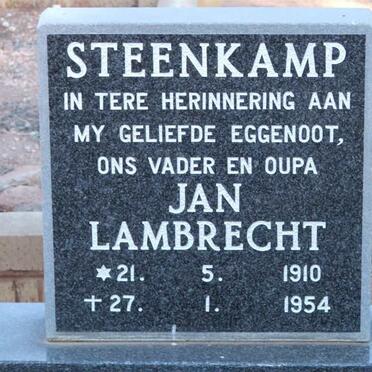 STEENKAMP
IN TERE HERINNERING AAN
MY GELIEFDE EGGENOOT,
ONS VADER EN OUPA
JAN
LAMBRECHT
✡21. 5. 1910
✝27. 1. 1954